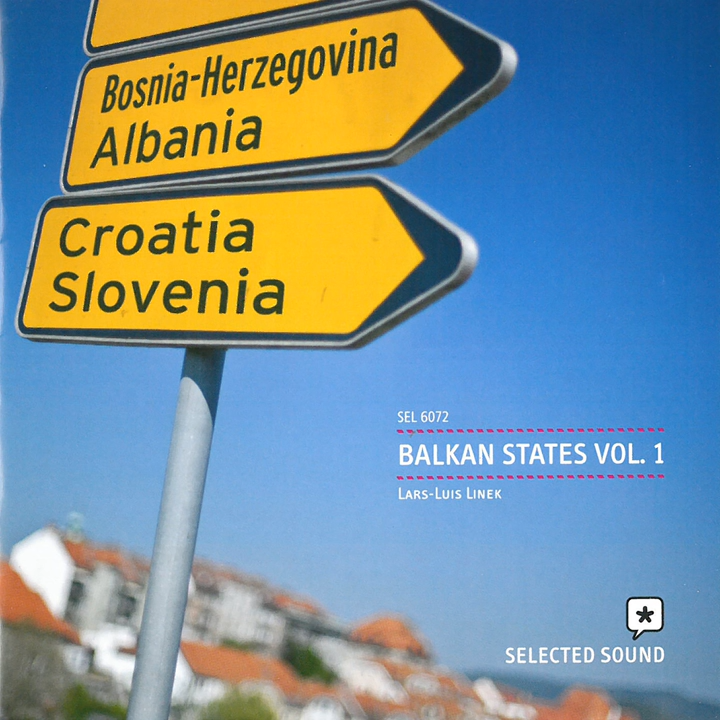 Bosnia-Herzegovina
Albania
Croatia
Slovenia
SEL 6072
BALKAN STATES VOL. 1
LARS-LUIS LINEK
SELECTED SOUND